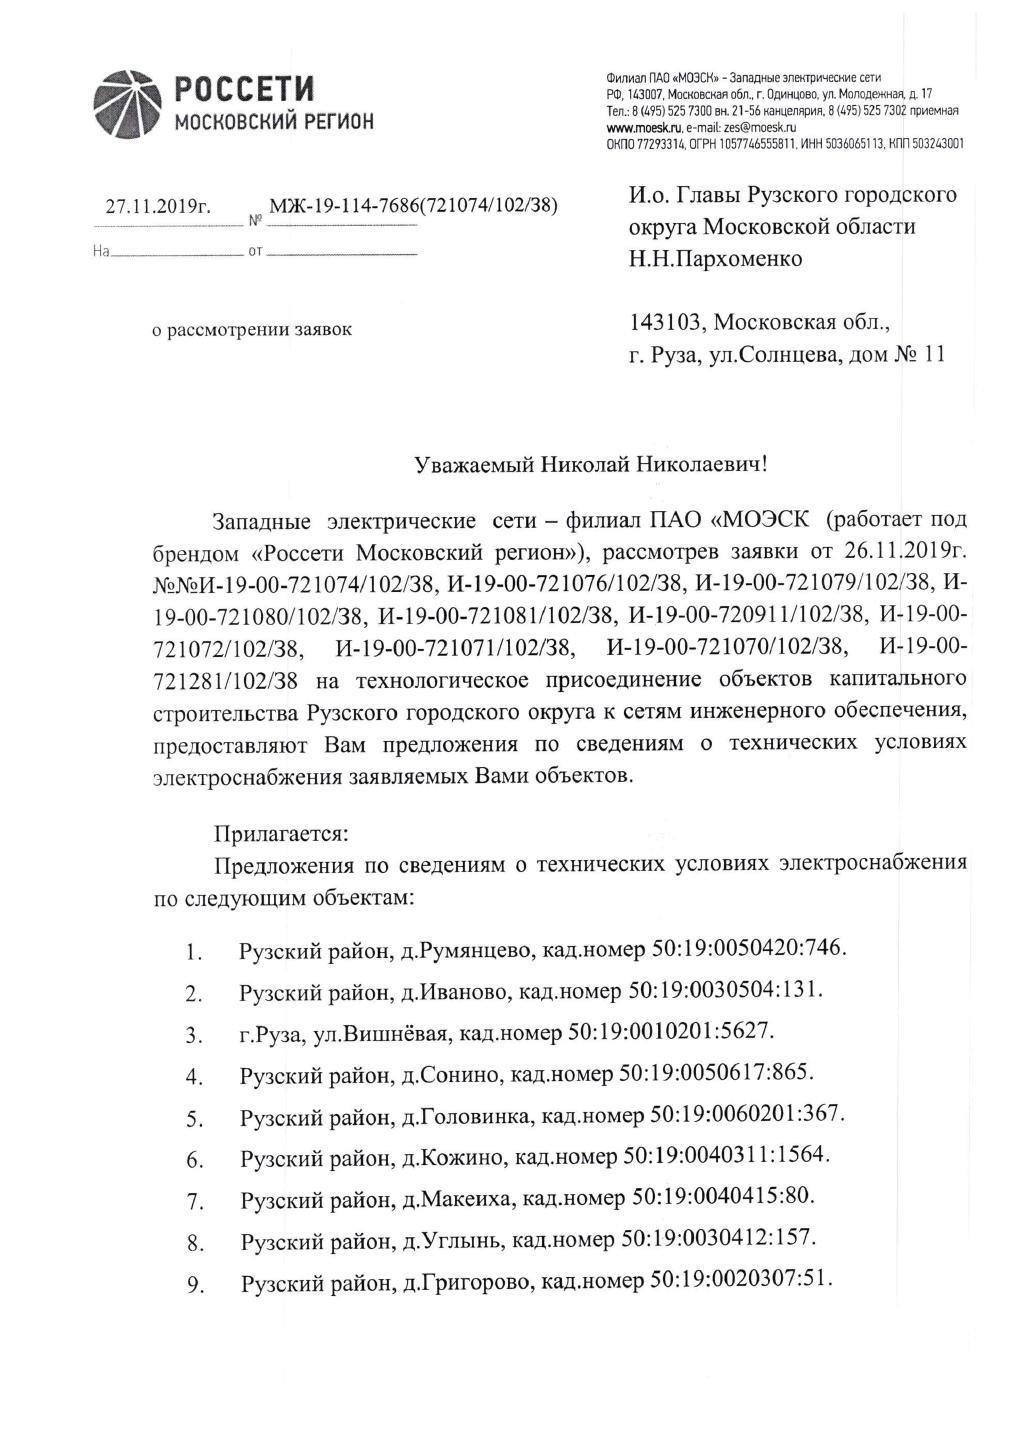 РОССЕТИ
МОСКОВСКИЙ РЕГИОН
Филиал ПАО «МОЭСК» – Западные электрические сети
РФ, 143007, Московская обл., г. Одинцово, ул. Молодежная, д. 17
Тел.: 8 (495) 525 7300 вн. 21-56 канцелярия, 8 (495) 525 7302 приемная
www.moesk.ru, e-mail: zes@moesk.ru
ОКПО 77293314, ОГРН 1057746555811, ИНН 5036065113, КПП 503243001
27.11.2019г. № МЖ-19-114-7686(721074/102/38)
На от
И.о. Главы Рузского городского
округа Московской области
Н.Н.Пархоменко
о рассмотрении заявок
143103, Московская обл.,
г. Руза, ул.Солнцева, дом № 11
Уважаемый Николай Николаевич!
Западные электрические сети – филиал ПАО «МОЭСК (работает под
брендом «Россети Московский регион»), рассмотрев заявки от 26.11.2019г.
№№И-19-00-721074/102/38, И-19-00-721076/102/38, И-19-00-721079/102/38, И-
19-00-721080/102/38, И-19-00-721081/102/38, И-19-00-720911/102/38, И-19-00-
721072/102/38, И-19-00-721071/102/38, И-19-00-721070/102/38, И-19-00-
721281/102/38 на технологическое присоединение объектов капитального
строительства Рузского городского округа к сетям инженерного обеспечения,
предоставляют Вам предложения по сведениям о технических условиях
электроснабжения заявляемых Вами объектов.
Прилагается:
Предложения по сведениям о технических условиях электроснабжения
по следующим объектам:
1. Рузский район, д.Румянцево, кад.номер 50:19:0050420:746.
2. Рузский район, д.Иваново, кад.номер 50:19:0030504:131.
3. г.Руза, ул.Вишнёвая, кад.номер 50:19:0010201:5627.
4. Рузский район, д.Сонино, кад.номер 50:19:0050617:865.
5. Рузский район, д.Головинка, кад.номер 50:19:0060201:367.
6. Рузский район, д.Кожино, кад.номер 50:19:0040311:1564.
7. Рузский район, д.Макеиха, кад.номер 50:19:0040415:80.
8. Рузский район, д.Углынь, кад.номер 50:19:0030412:157.
9. Рузский район, д.Григорово, кад.номер 50:19:0020307:51.